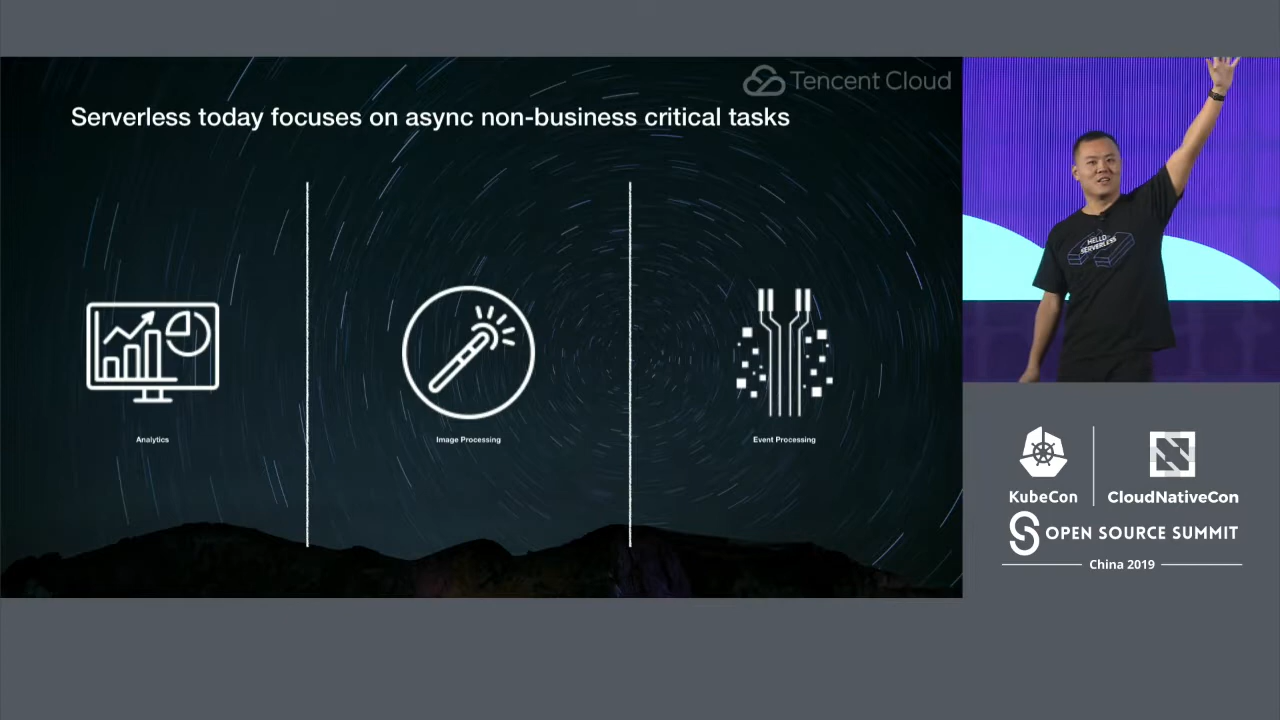 Tencent Cloud
Serverless today focuses on async non-business critical tasks
Analytics
Image Processing
Event Processing
HELLO
SERVERLESS
KubeCon
CloudNativeCon
OPEN SOURCE SUMMIT
China 2019